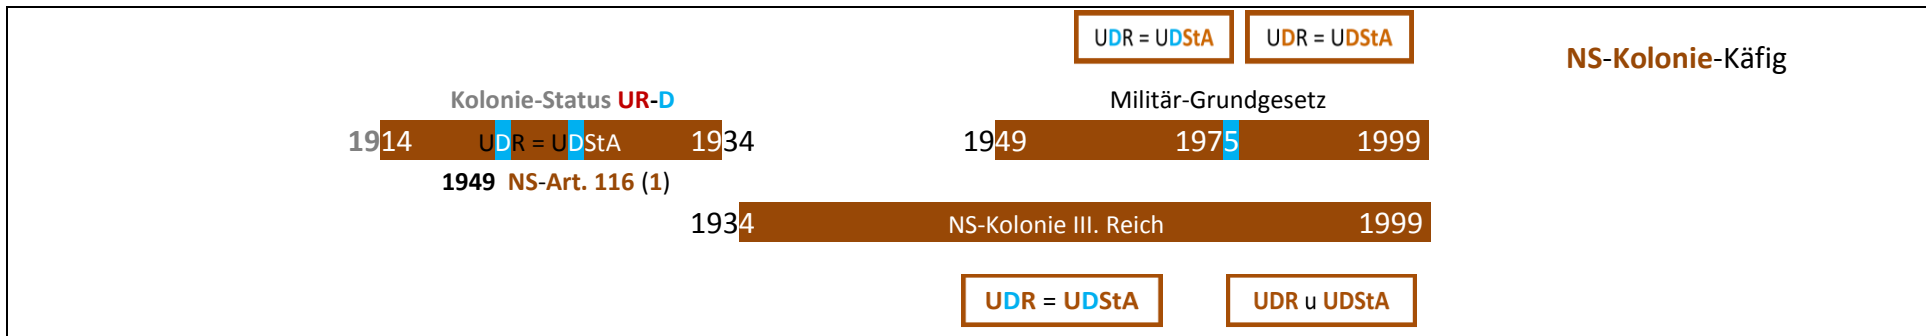 UDR = UDStA UDR = UDStA
NS-Kolonie-Käfig
Kolonie-Status UR-D Militär-Grundgesetz
1914 UDR = UDStA 1934 1949 1975 1999
1949 NS-Art. 116 (1)
1934 NS-Kolonie III. Reich 1999
UDR = UDStA UDR u UDStA